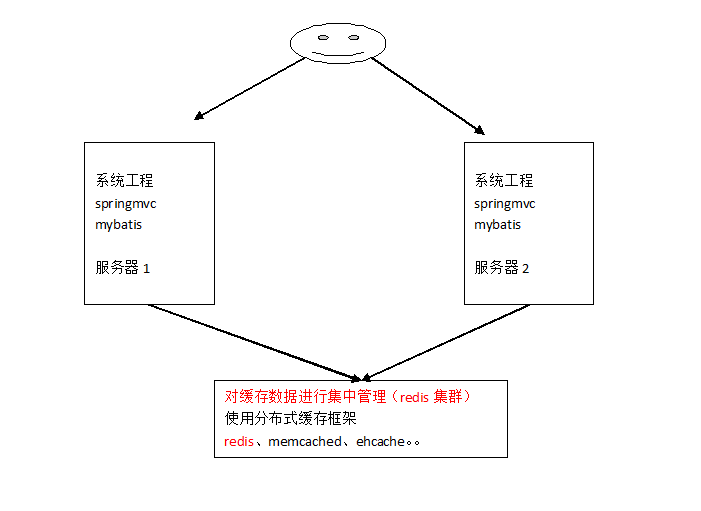 系统工程
springmvc
mybatis
服务器 1
系统工程
springmvc
mybatis
服务器 2
对缓存数据进行集中管理（redis 集群）
使用分布式缓存框架
redis、memcached、ehcache。。